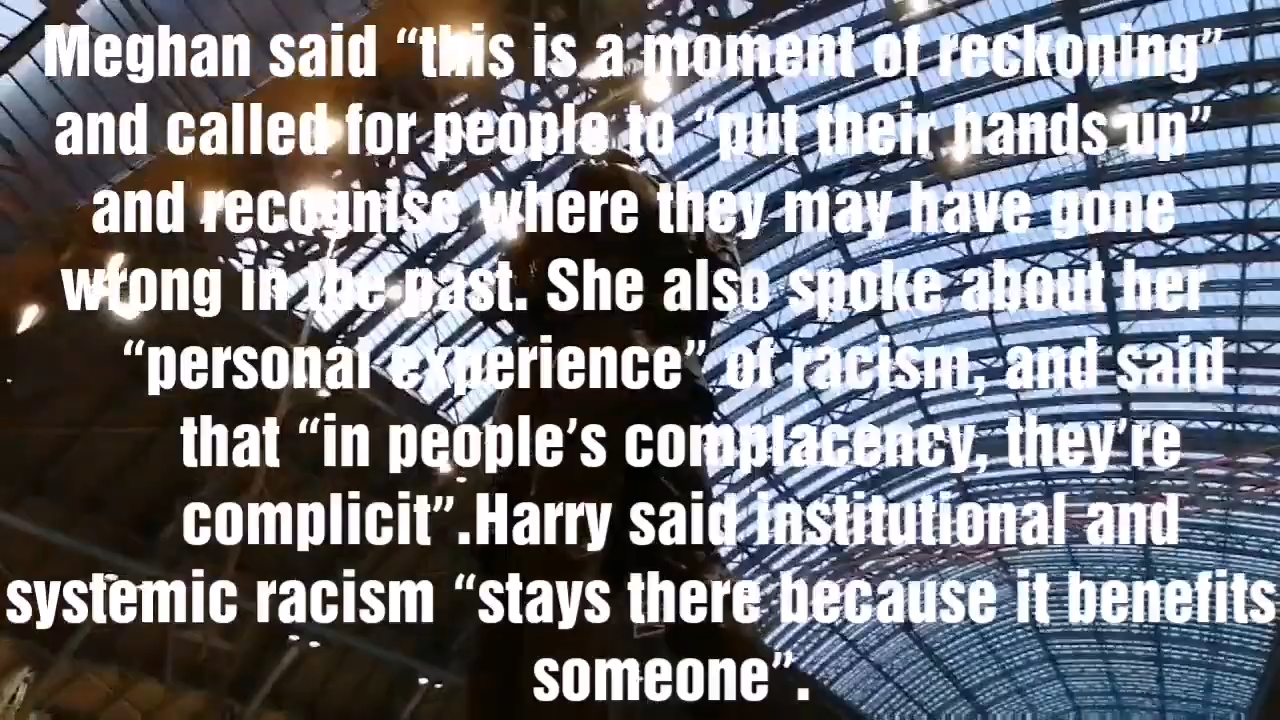 Meghan said “this is a moment of reckoning”
and called for people to “put their hands up”
and recognise where they may have gone
wrong in the past. She also spoke about her
“personal experience” of racism, and said
that “in people’s complacency, they’re
complicit”.Harry said institutional and
systemic racism “stays there because it benefits
someone”.